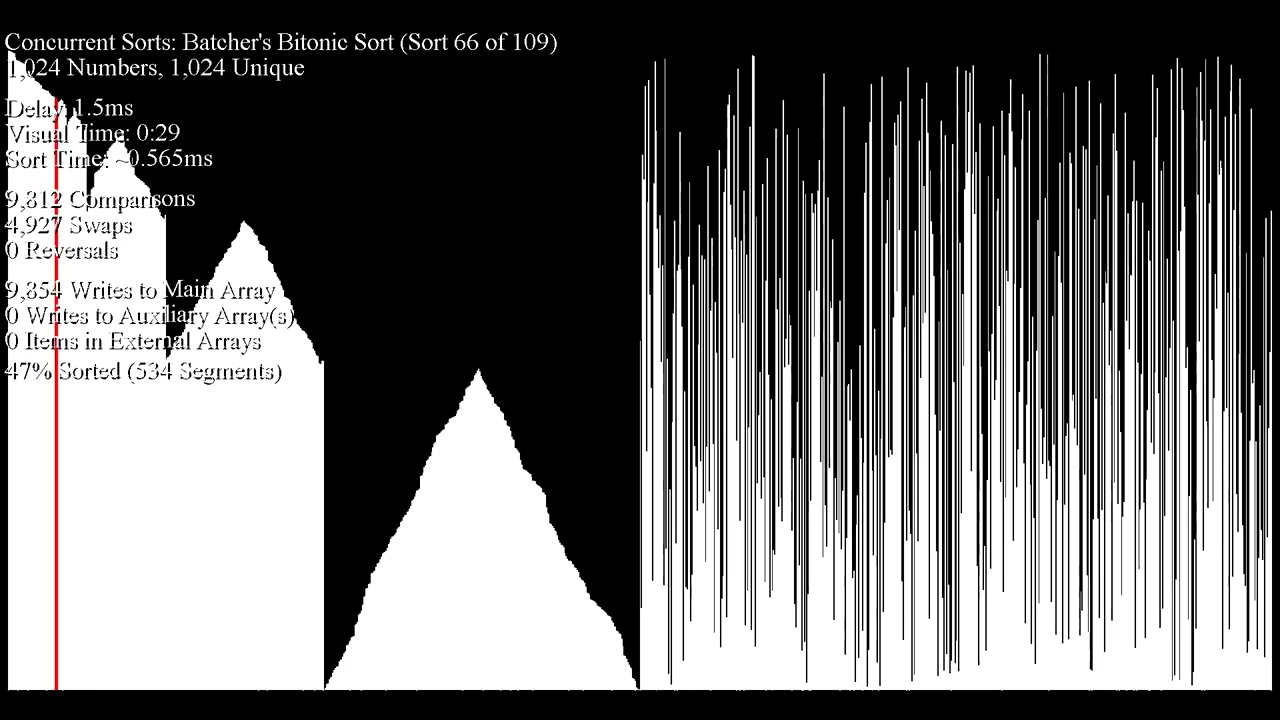 Concurrent Sorts: Batcher's Bitonic Sort (Sort 66 of 109)
1,024 Numbers, 1,024 Unique
Delay: 1.5ms
Visual Time: 0:29
Sort Time: ~0.565ms
9,812 Comparisons
4,927 Swaps
0 Reversals
9,854 Writes to Main Array
0 Writes to Auxiliary Array(s)
0 Items in External Arrays
47% Sorted (534 Segments)